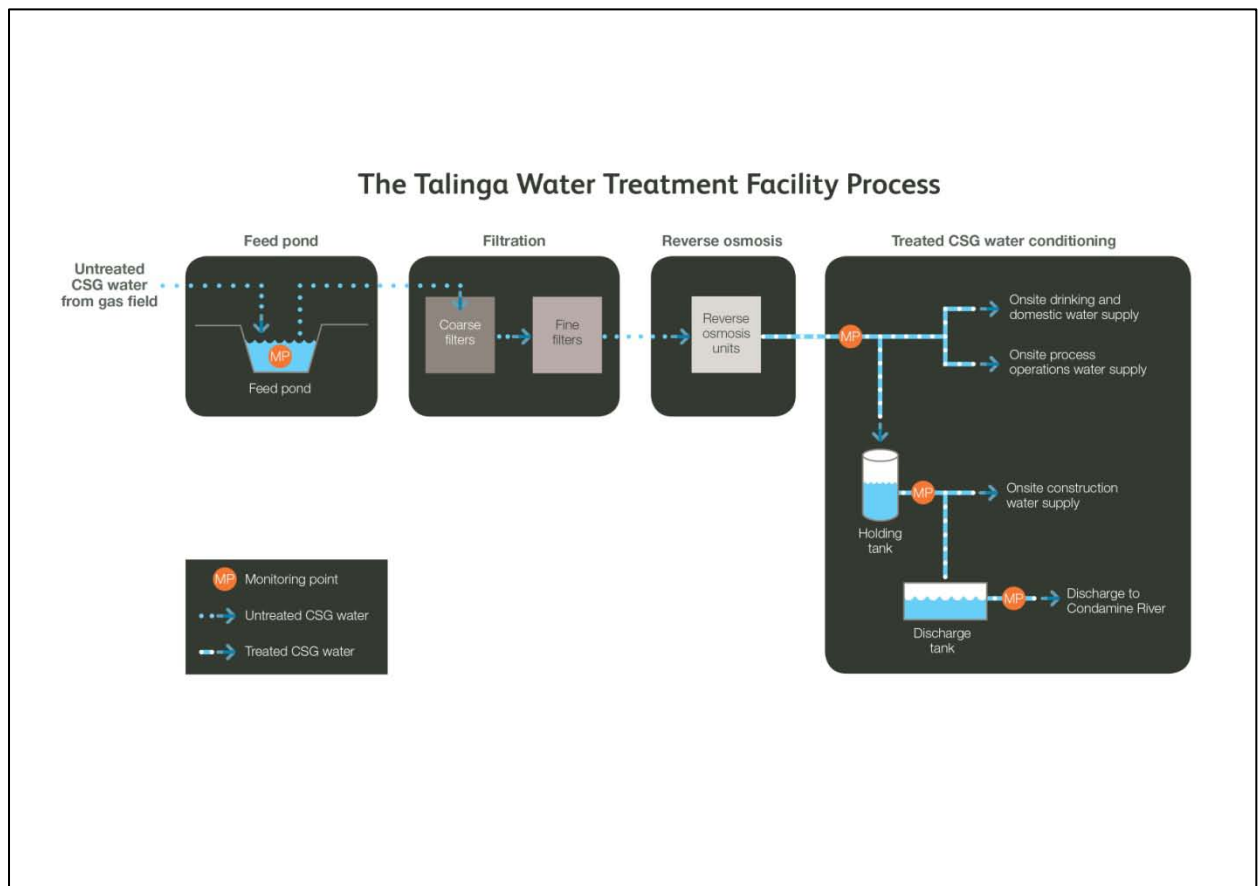 The Talinga Water Treatment Facility Process
Feed pond
Filtration
Reverse osmosis
Treated CSG water conditioning
Untreated
CSG water
from gas field
MP
Feed pond
Coarse
filters
Fine
filters
Reverse
osmosis
units
MP
Onsite drinking and
domestic water supply
Onsite process
operations water supply
MP
Holding
tank
Onsite construction
water supply
Discharge
tank
MP
Discharge to
Condamine River
MP Monitoring point
Untreated CSG water
Treated CSG water